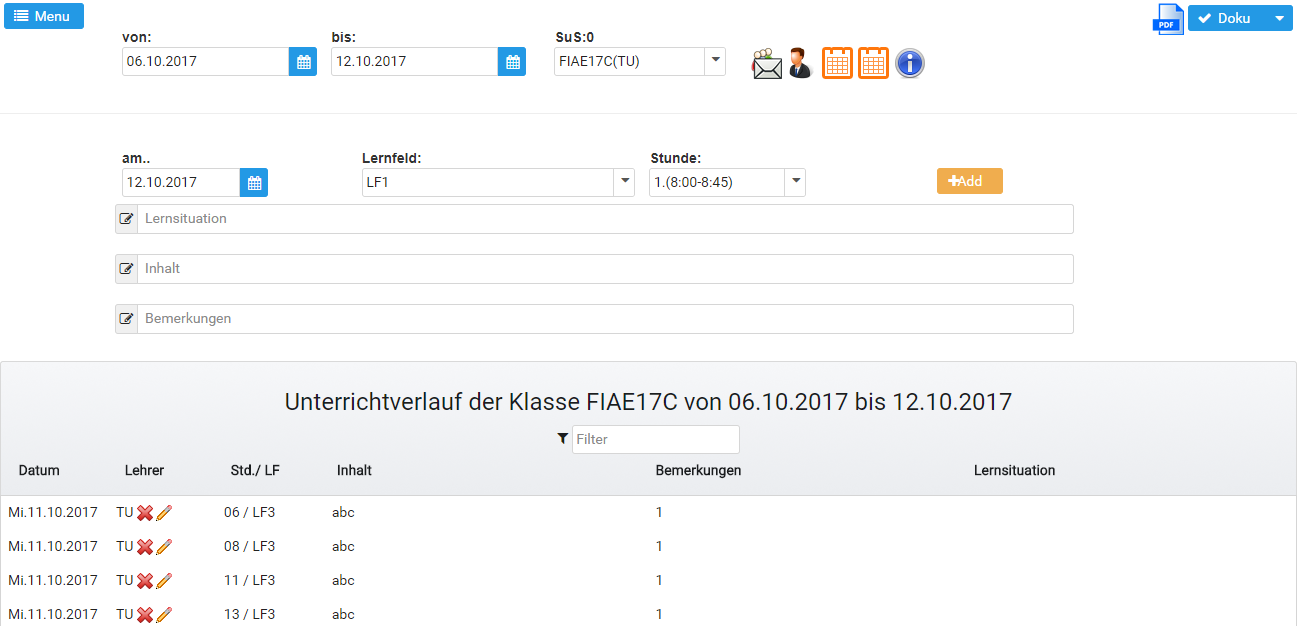 Menu
PDF
Doku
von: bis: SuS:0
06.10.2017 12.10.2017 FIAE17C(TU)
am.. Lernfeld: Stunde:
12.10.2017 LF1 1.(8:00-8:45) Add
Lernsituation
Inhalt
Bemerkungen
Unterrichtverlauf der Klasse FIAE17C von 06.10.2017 bis 12.10.2017
Filter
Datum Lehrer Std./ LF Inhalt Bemerkungen Lernsituation
Mi.11.10.2017 TU 06 / LF3 abc 1
Mi.11.10.2017 TU 08 / LF3 abc 1
Mi.11.10.2017 TU 11 / LF3 abc 1
Mi.11.10.2017 TU 13 / LF3 abc 1